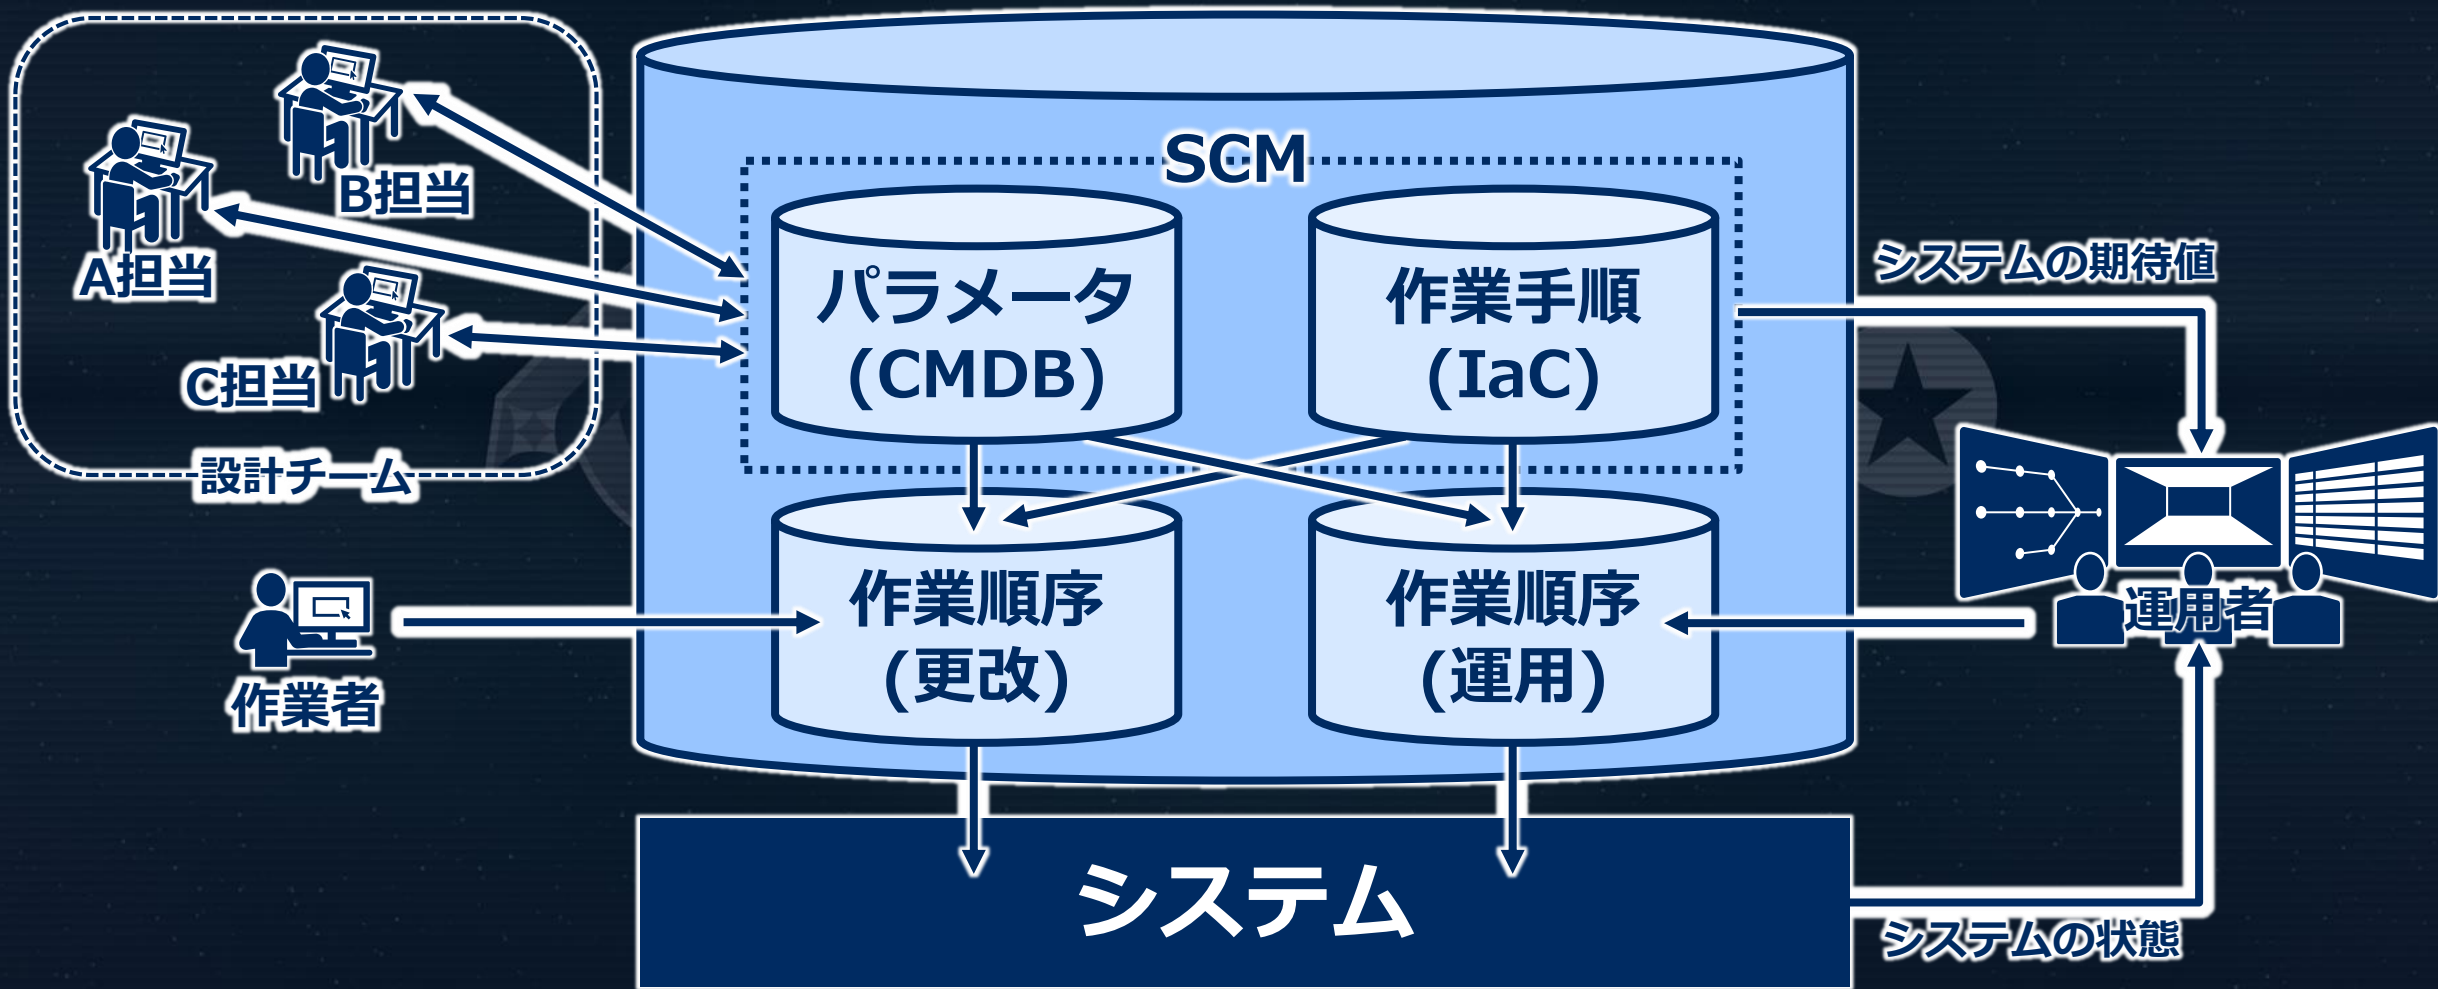 B担当
A担当
C担当
設計チーム
作業者
SCM
パラメータ
(CMDB)
作業手順
(IaC)
作業順序
(更改)
作業順序
(運用)
システム
システムの期待値
運用者
システムの状態